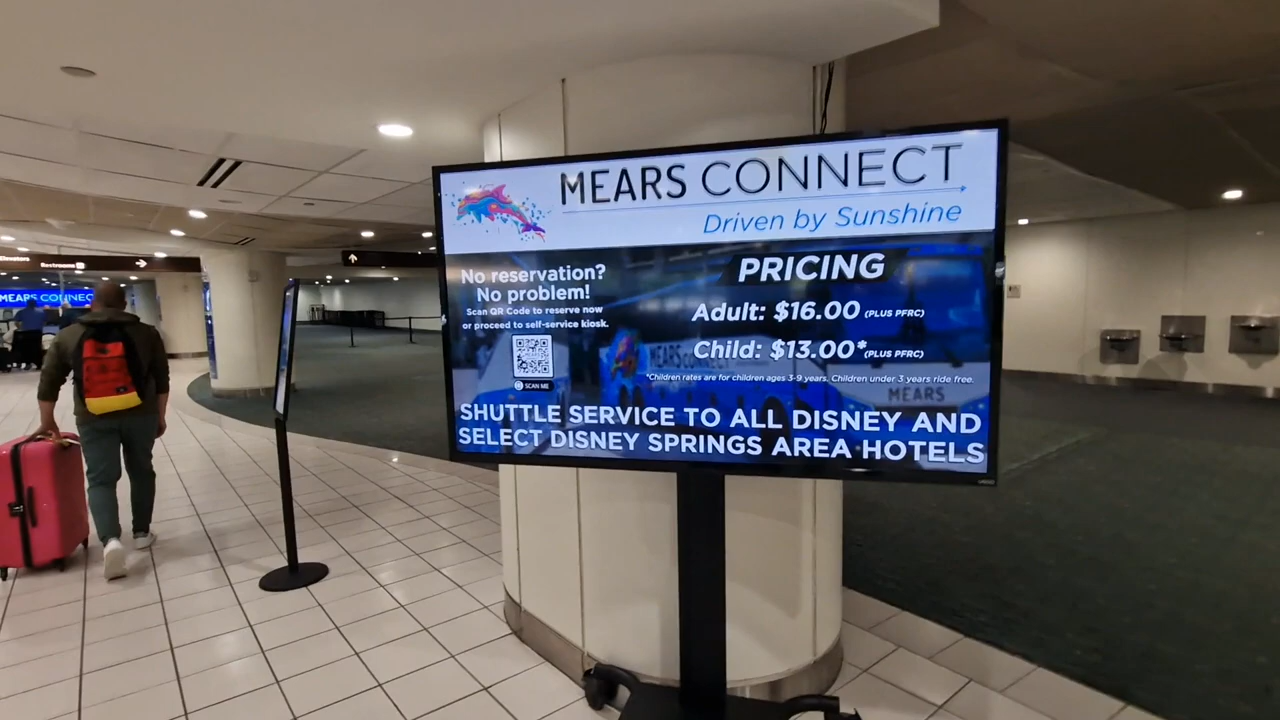 MEARS CONNECT
Driven by Sunshine
No reservation?
No problem!
Scan QR Code to reserve now
or proceed to self-service kiosk.
SCAN ME
PRICING
Adult: $16.00 (PLUS PFRC)
Child: $13.00* (PLUS PFRC)
*Children rates are for children ages 3-9 years. Children under 3 years ride free.
MEARS CONNECT
MEARS
SHUTTLE SERVICE TO ALL DISNEY AND
SELECT DISNEY SPRINGS AREA HOTELS
Elevators
Restrooms
MEARS CONNEC